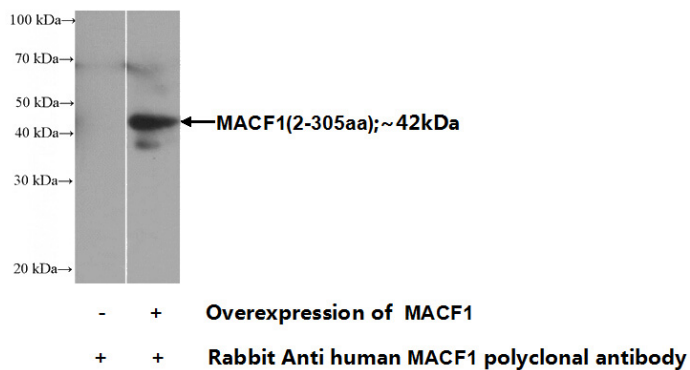 100 kDa→
70 kDa→
50 kDa→
MACF1(2-305aa);~42kDa
40 kDa→
30 kDa→
20 kDa→
- + Overexpression of MACF1
+ + Rabbit Anti human MACF1 polyclonal antibody